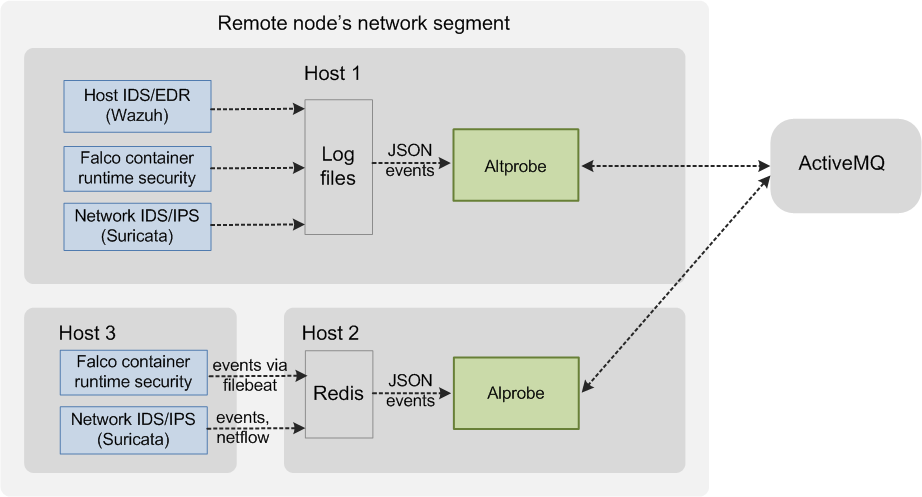 Remote node's network segment
Host 1
Host IDS/EDR
(Wazuh)
Falco container
runtime security
Network IDS/IPS
(Suricata)
Log
files
JSON
events
Altprobe
ActiveMQ
Host 3
Falco container
runtime security
Network IDS/IPS
(Suricata)
events via
filebeat
events,
netflow
Host 2
Redis
JSON
events
Alprobe